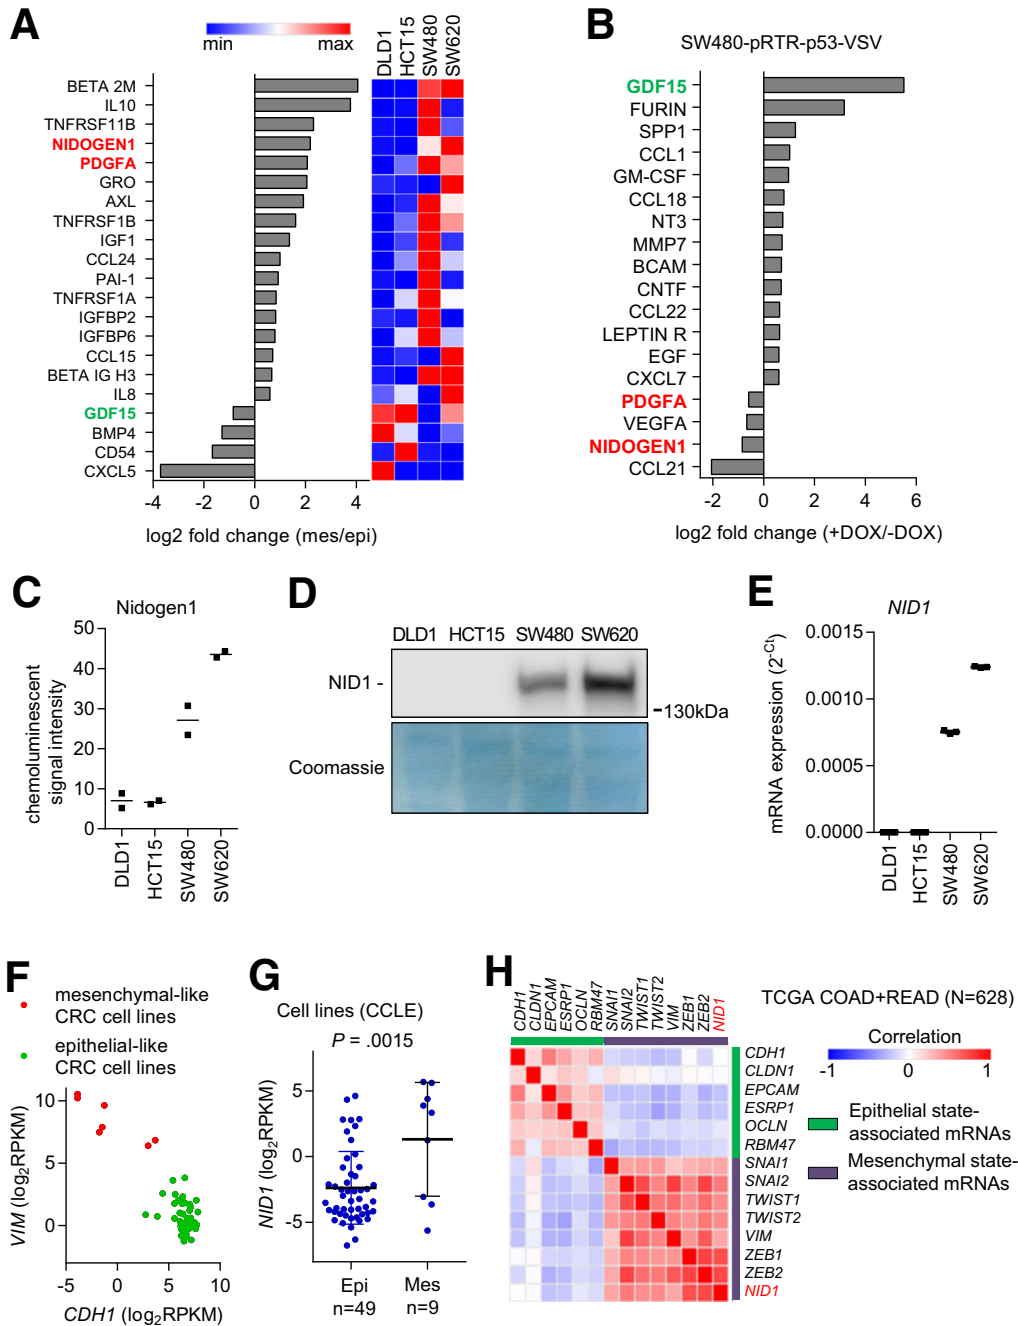 A
min
max
DLD1
HCT15
SW480
SW620
BETA 2M
IL10
TNFRSF11B
NIDOGEN1
PDGFA
GRO
AXL
TNFRSF1B
IGF1
CCL24
PAI-1
TNFRSF1A
IGFBP2
IGFBP6
CCL15
BETA IG H3
IL8
GDF15
BMP4
CD54
CXCL5
-4 -2 0 2 4
log2 fold change (mes/epi)
B
SW480-pRTR-p53-VSV
GDF15
FURIN
SPP1
CCL1
GM-CSF
CCL18
NT3
MMP7
BCAM
CNTF
CCL22
LEPTIN R
EGF
CXCL7
PDGFA
VEGFA
NIDOGEN1
CCL21
-2 0 2 4 6
log2 fold change (+DOX/-DOX)
C
Nidogen1
chemoluminescent
signal intensity
50
40
30
20
10
0
DLD1
HCT15
SW480
SW620
D
DLD1 HCT15 SW480 SW620
NID1 -
-130kDa
Coomassie
E
NID1
mRNA expression (2^-Ct)
0.0015
0.0010
0.0005
0.0000
DLD1
HCT15
SW480
SW620
F
mesenchymal-like
CRC cell lines
epithelial-like
CRC cell lines
VIM (log2RPKM)
10
5
0
-5 0 5 10
CDH1 (log2RPKM)
G
Cell lines (CCLE)
P = .0015
NID1 (log2RPKM)
5
0
-5
Epi Mes
n=49 n=9
H
CDH1
CLDN1
EPCAM
ESRP1
OCLN
RBM47
SNAI1
SNAI2
TWIST1
TWIST2
VIM
ZEB1
ZEB2
NID1
CDH1
CLDN1
EPCAM
ESRP1
OCLN
RBM47
SNAI1
SNAI2
TWIST1
TWIST2
VIM
ZEB1
ZEB2
NID1
TCGA COAD+READ (N=628)
Correlation
-1 0 1
Epithelial state-
associated mRNAs
Mesenchymal state-
associated mRNAs